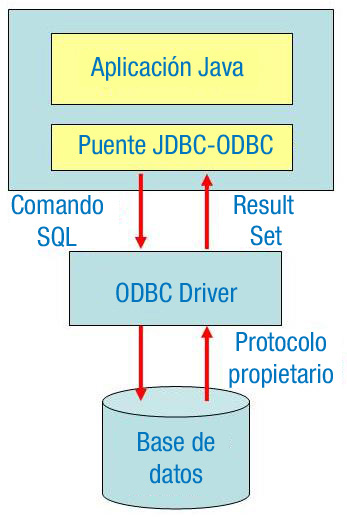 Aplicación Java
Puente JDBC-ODBC
Comando
SQL
Result
Set
ODBC Driver
Protocolo
propietario
Base de
datos